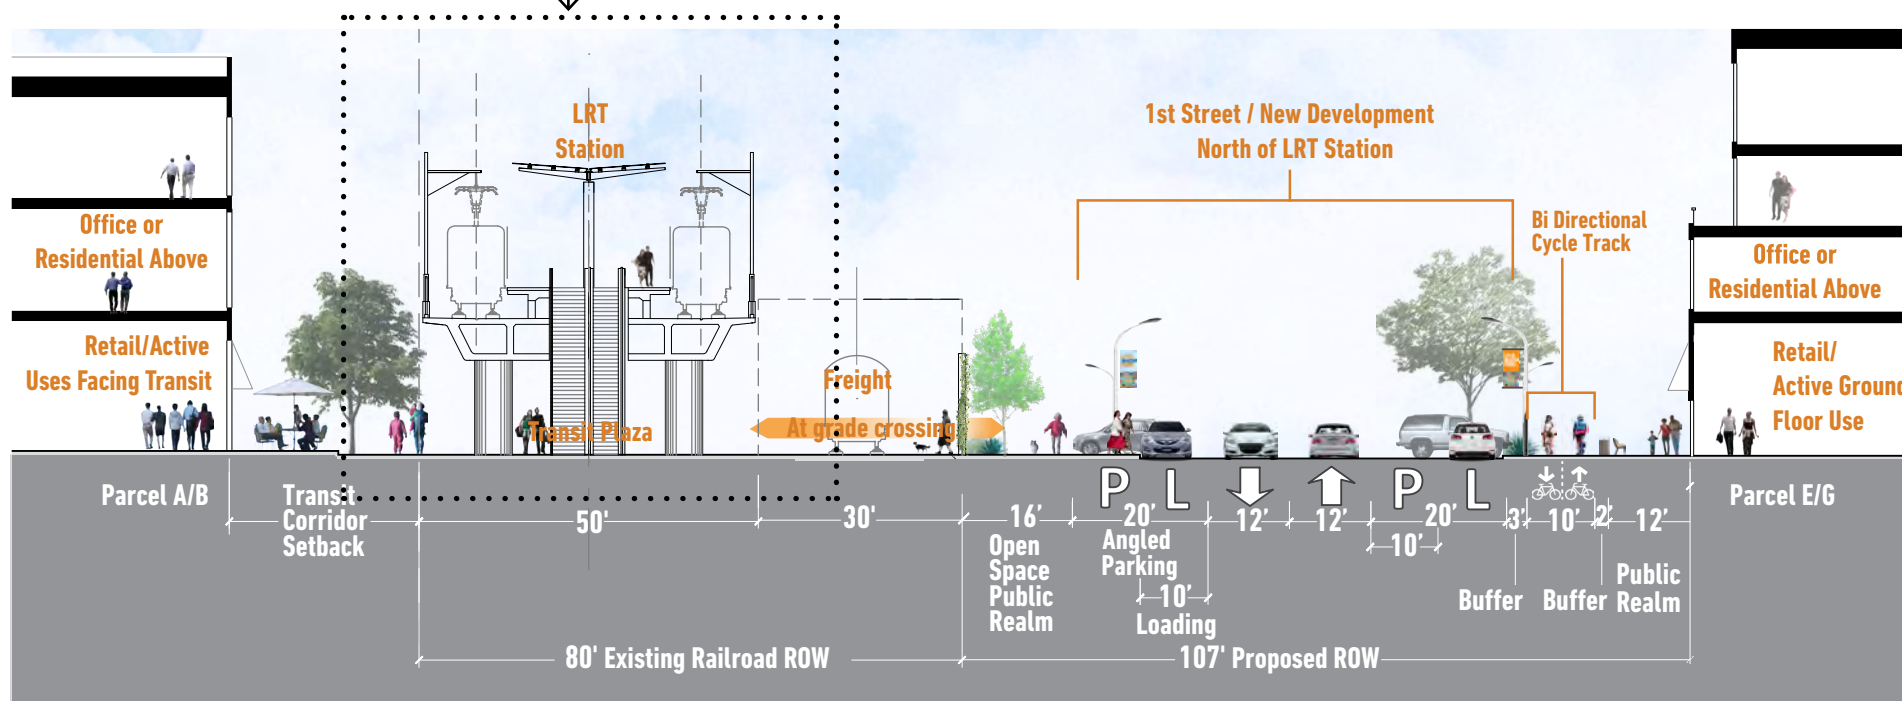 LRT
Station
1st Street / New Development
North of LRT Station
Bi Directional
Cycle Track
Office or
Residential Above
Office or
Residential Above
Retail/Active
Uses Facing Transit
Retail/
Active Ground
Floor Use
Freight
Transit Plaza
At grade crossing
P L P L
Parcel A/B
Transit
Corridor
Setback
Parcel E/G
50'
30'
16'
20'
12'
12'
20'
3'
10'
2'
12'
Open
Space
Public
Realm
Angled
Parking
10'
Loading
10'
Buffer
Buffer
Public
Realm
80' Existing Railroad ROW
107' Proposed ROW